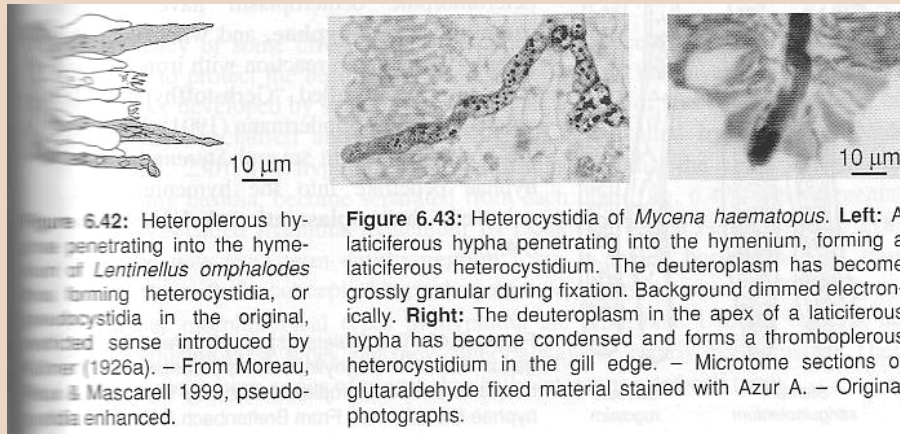 10 μm
10 μm
Figure 6.42: Heteroplerous hy-
penetrating into the hyme-
of Lentinellus omphalodes
forming heterocystidia, or
in the original,
sense introduced by
(1926a). – From Moreau,
& Mascarell 1999, pseudo-
enhanced.
Figure 6.43: Heterocystidia of Mycena haematopus. Left: A
laticiferous hypha penetrating into the hymenium, forming a
laticiferous heterocystidium. The deuteroplasm has become
grossly granular during fixation. Background dimmed electron-
ically. Right: The deuteroplasm in the apex of a laticiferous
hypha has become condensed and forms a thromboplerous
heterocystidium in the gill edge. – Microtome sections o
glutaraldehyde fixed material stained with Azur A. – Origina
photographs.